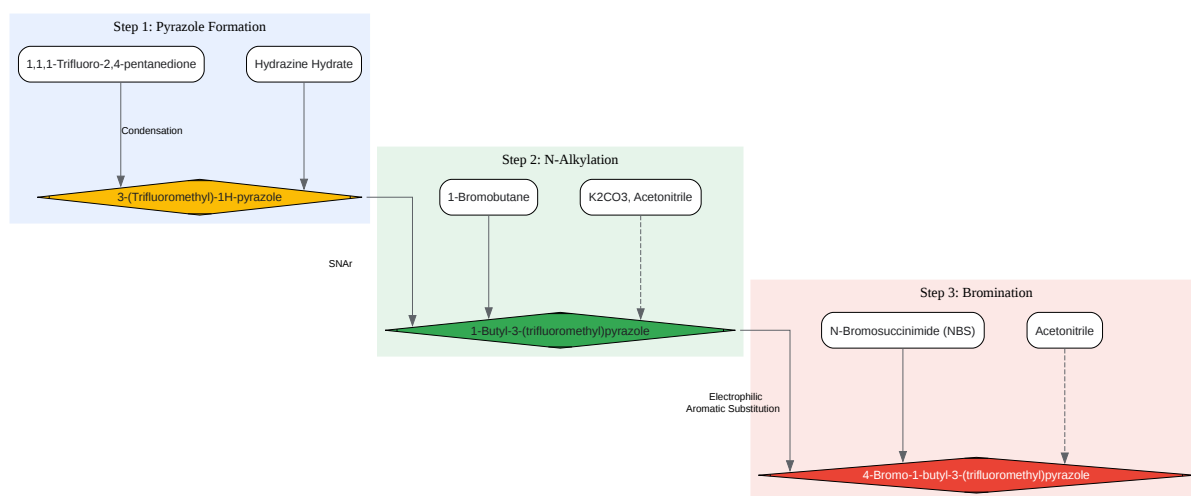 Step 1: Pyrazole Formation
1,1,1-Trifluoro-2,4-pentanedione
Hydrazine Hydrate
Condensation
3-(Trifluoromethyl)-1H-pyrazole
Step 2: N-Alkylation
1-Bromobutane
K2CO3, Acetonitrile
SNAr
1-Butyl-3-(trifluoromethyl)pyrazole
Step 3: Bromination
N-Bromosuccinimide (NBS)
Acetonitrile
Electrophilic
Aromatic Substitution
4-Bromo-1-butyl-3-(trifluoromethyl)pyrazole